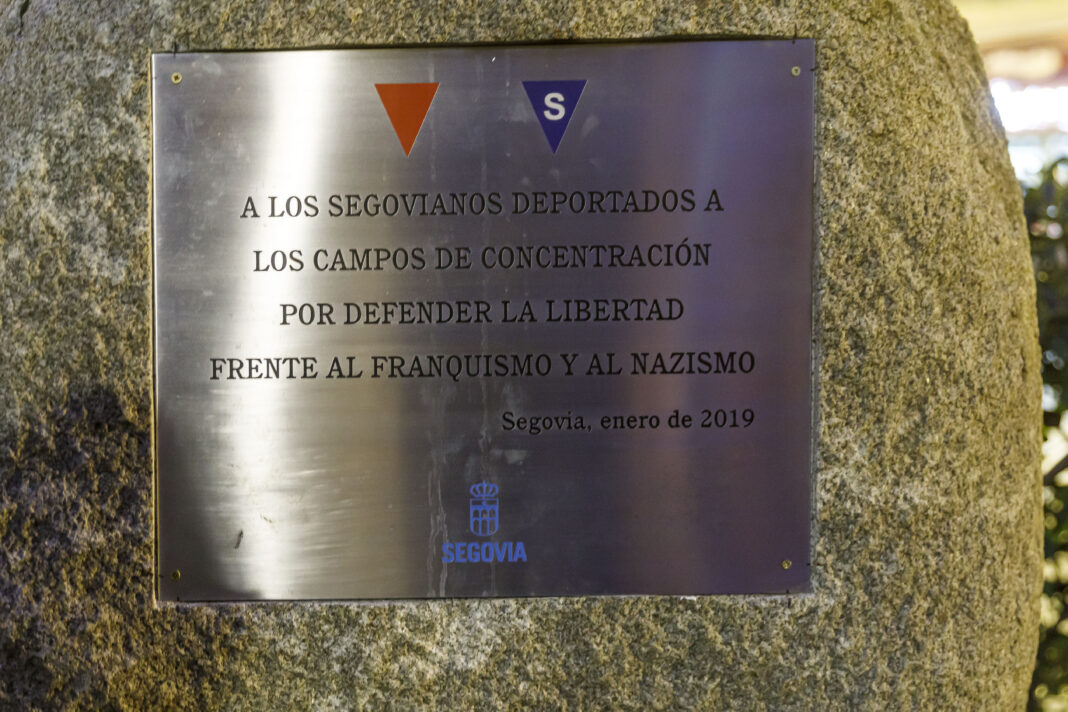 S
A LOS SEGOVIANOS DEPORTADOS A
LOS CAMPOS DE CONCENTRACIÓN
POR DEFENDER LA LIBERTAD
FRENTE AL FRANQUISMO Y AL NAZISMO
Segovia, enero de 2019
SEGOVIA